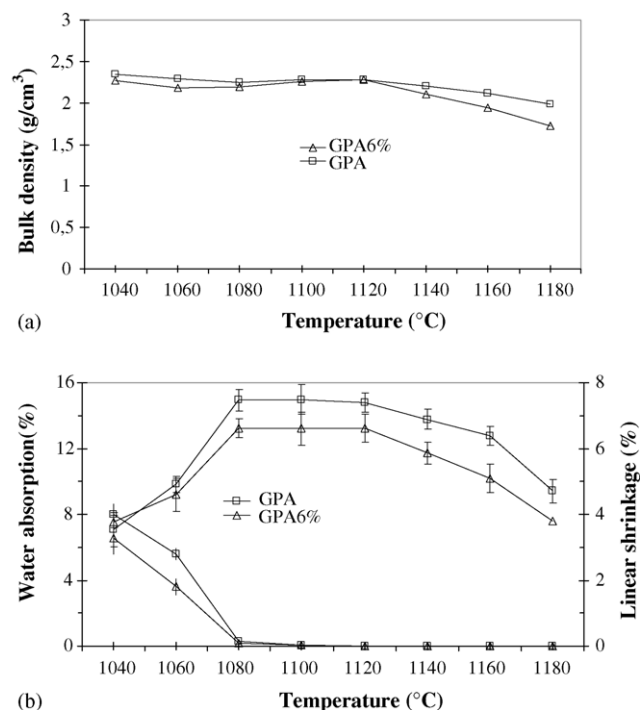 3
2,5
2
1,5
1
0,5
0
Bulk density (g/cm³)
GPA6%
GPA
1040 1060 1080 1100 1120 1140 1160 1180
Temperature (°C)
(a)
16
12
8
4
0
Water absorption(%)
8
6
4
2
0
Linear shrinkage (%)
GPA
GPA6%
1040 1060 1080 1100 1120 1140 1160 1180
Temperature (°C)
(b)